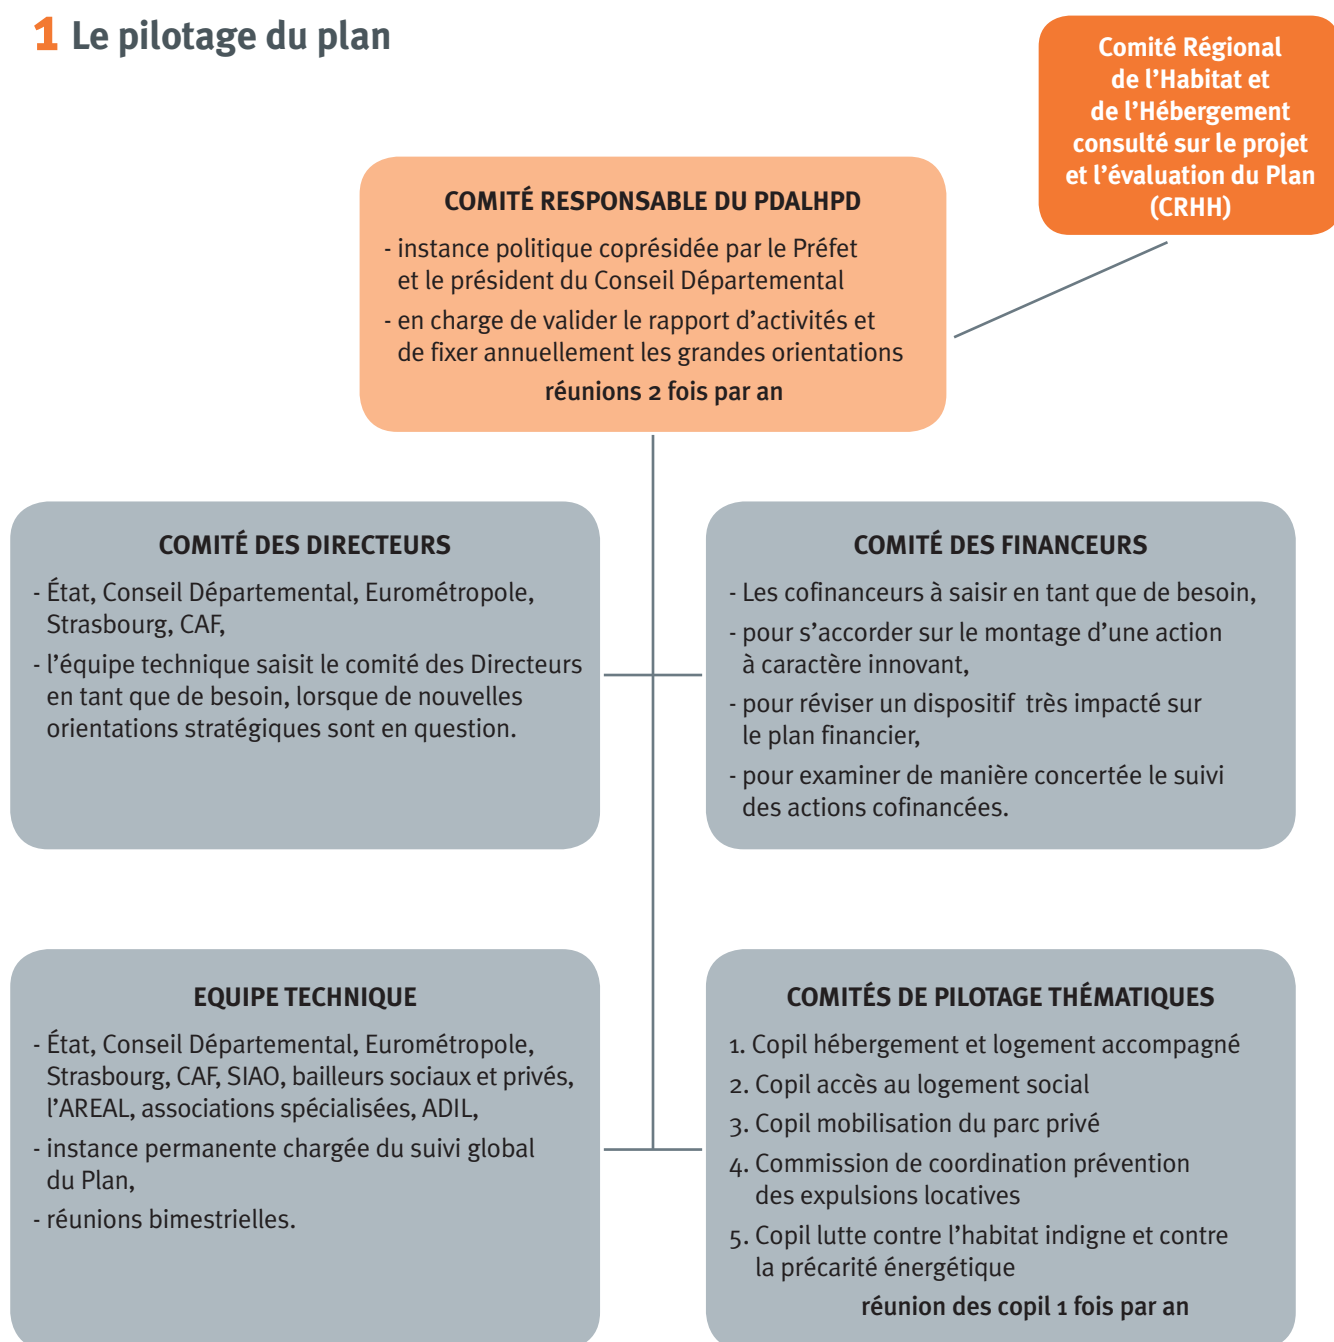 1 Le pilotage du plan
Comité Régional
de l'Habitat et
de l'Hébergement
consulté sur le projet
et l'évaluation du Plan
(CRHH)
COMITÉ RESPONSABLE DU PDALHPD
- instance politique coprésidée par le Préfet
et le président du Conseil Départemental
- en charge de valider le rapport d'activités et
de fixer annuellement les grandes orientations
réunions 2 fois par an
COMITÉ DES DIRECTEURS
- État, Conseil Départemental, Eurométropole,
Strasbourg, CAF,
- l'équipe technique saisit le comité des Directeurs
en tant que de besoin, lorsque de nouvelles
orientations stratégiques sont en question.
COMITÉ DES FINANCEURS
- Les cofinanceurs à saisir en tant que de besoin,
- pour s'accorder sur le montage d'une action
à caractère innovant,
- pour réviser un dispositif très impacté sur
le plan financier,
- pour examiner de manière concertée le suivi
des actions cofinancées.
EQUIPE TECHNIQUE
- État, Conseil Départemental, Eurométropole,
Strasbourg, CAF, SIAO, bailleurs sociaux et privés,
l'AREAL, associations spécialisées, ADIL,
- instance permanente chargée du suivi global
du Plan,
- réunions bimestrielles.
COMITÉS DE PILOTAGE THÉMATIQUES
1. Copil hébergement et logement accompagné
2. Copil accès au logement social
3. Copil mobilisation du parc privé
4. Commission de coordination prévention
des expulsions locatives
5. Copil lutte contre l'habitat indigne et contre
la précarité énergétique
réunion des copil 1 fois par an